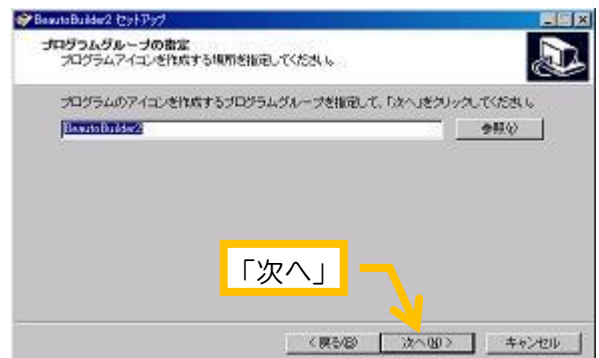 BeautoBuilder2 セットアップ
プログラムグループの指定
プログラムアイコンを作成する場所を指定してください。
プログラムのアイコンを作成するプログラムグループを指定して、「次へ」をクリックしてください。
BeautoBuilder2
参照(R)
「次へ」
< 戻る(B)
次へ(N) >
キャンセル